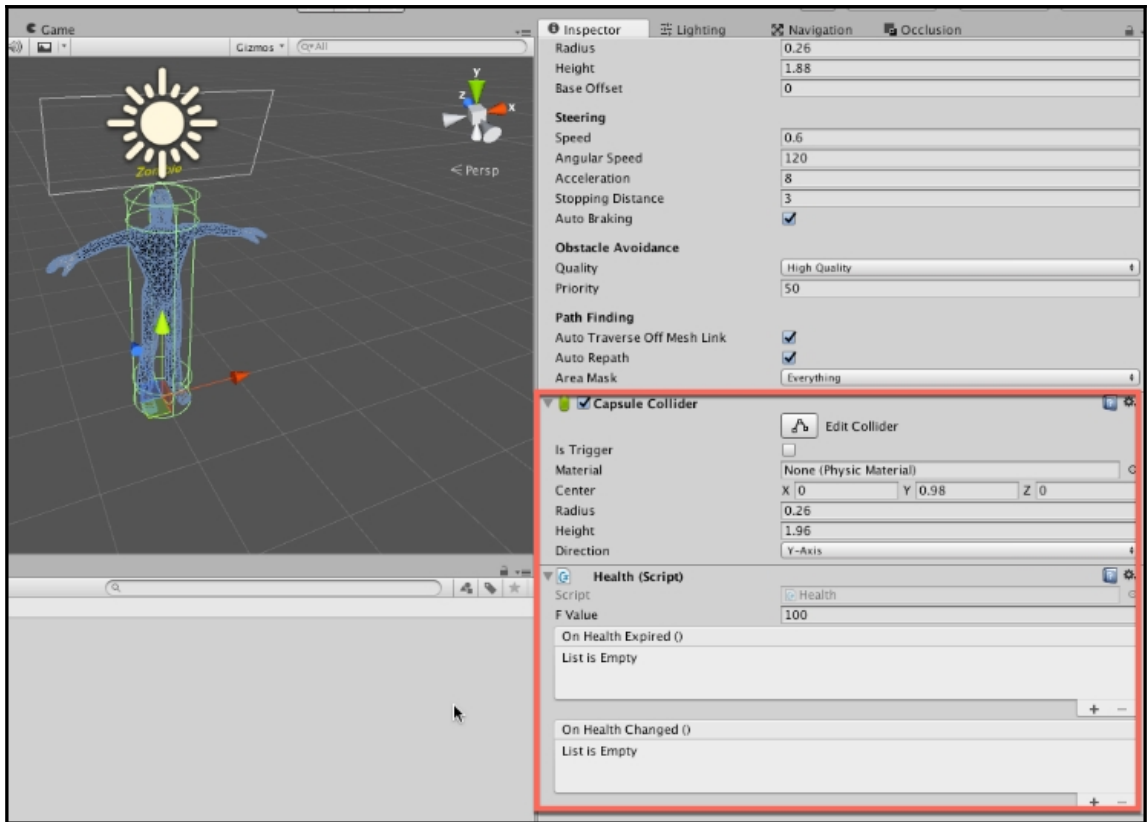 Game
Gizmos
All
y
z
x
Persp
Inspector
Lighting
Navigation
Occlusion
Radius 0.26
Height 1.88
Base Offset 0
Steering
Speed 0.6
Angular Speed 120
Acceleration 8
Stopping Distance 3
Auto Braking
Obstacle Avoidance
Quality High Quality
Priority 50
Path Finding
Auto Traverse Off Mesh Link
Auto Repath
Area Mask Everything
Capsule Collider
Edit Collider
Is Trigger
Material None (Physic Material)
Center X 0 Y 0.98 Z 0
Radius 0.26
Height 1.96
Direction Y-Axis
Health (Script)
Script Health
F Value 100
On Health Expired ()
List is Empty
+ −
On Health Changed ()
List is Empty
+ −